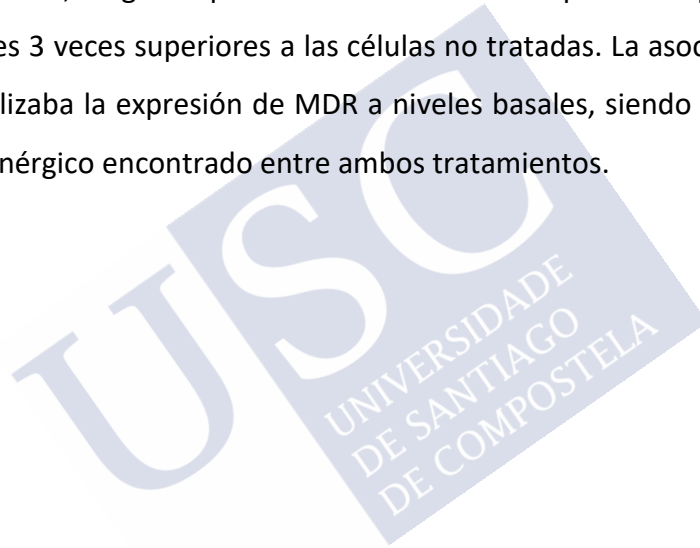 es 3 veces superiores a las células no tratadas. La asoc
lizaba la expresión de MDR a niveles basales, siendo
nérgico encontrado entre ambos tratamientos.
USC
UNIVERSIDADE
DE SANTIAGO
DE COMPOSTELA